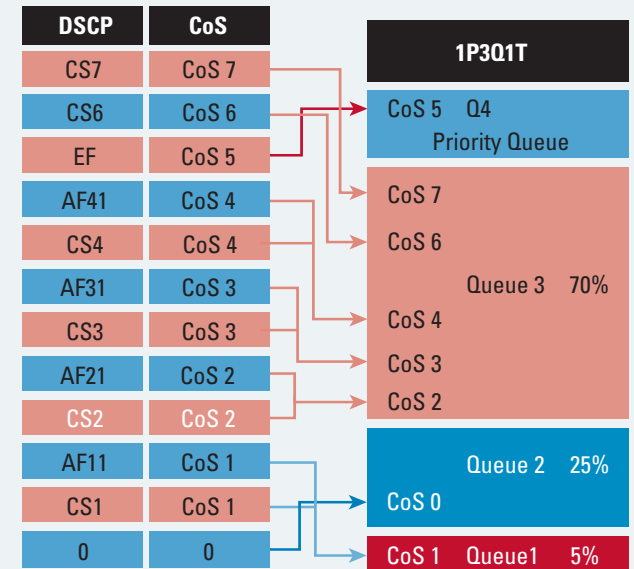 DSCP CoS
1P3Q1T
CS7 CoS 7
CS6 CoS 6
EF CoS 5
AF41 CoS 4
CS4 CoS 4
AF31 CoS 3
CS3 CoS 3
AF21 CoS 2
CS2 CoS 2
AF11 CoS 1
CS1 CoS 1
0 0
CoS 5 Q4
Priority Queue
CoS 7
CoS 6
Queue 3 70%
CoS 4
CoS 3
CoS 2
Queue 2 25%
CoS 0
CoS 1 Queue1 5%